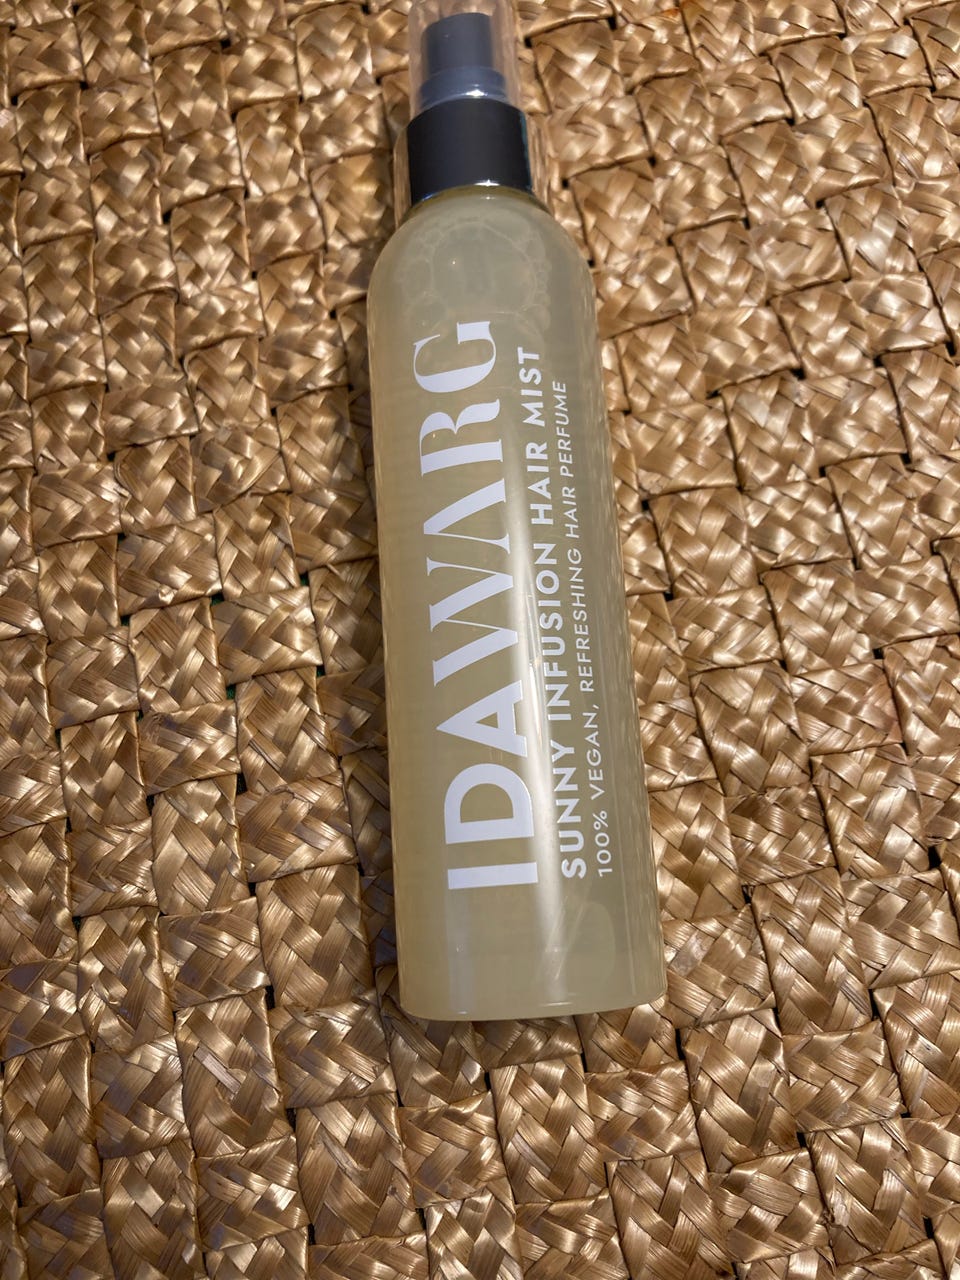 IDAWARG
SUNNY INFUSION HAIR MIST
100% VEGAN, REFRESHING HAIR PERFUME